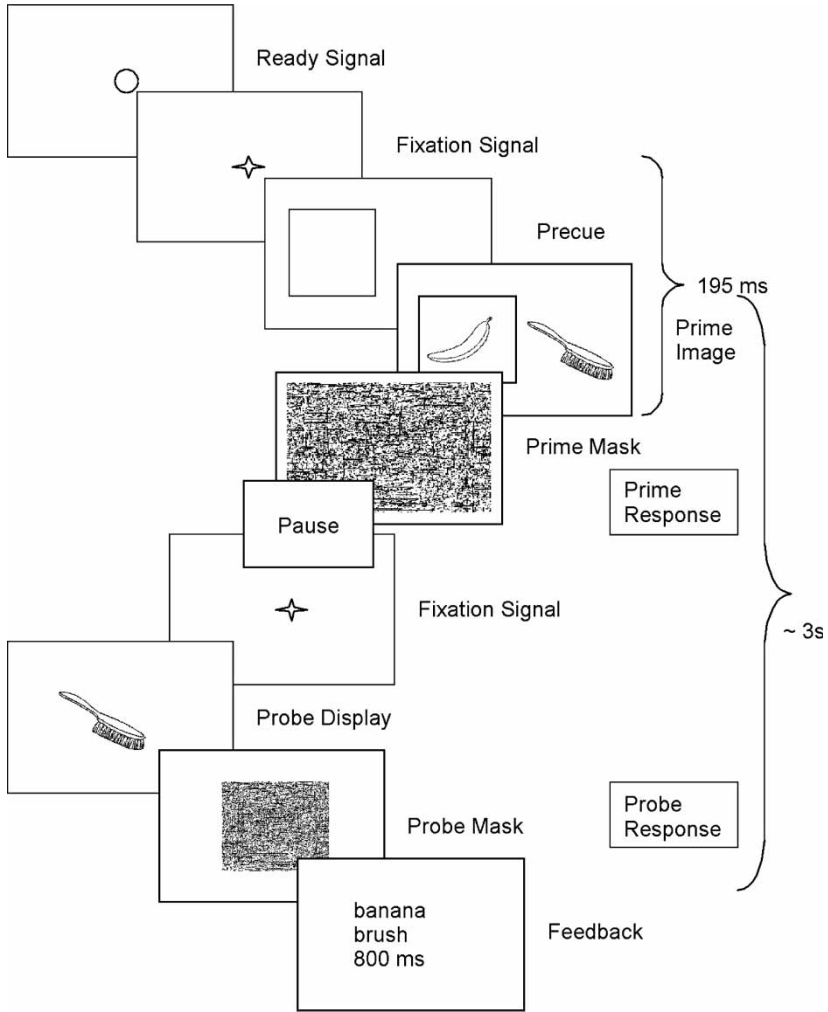 Ready Signal
Fixation Signal
Precue
195 ms
Prime
Image
Prime Mask
Prime
Response
Pause
Fixation Signal
~ 3s
Probe Display
Probe
Response
Probe Mask
banana
brush
800 ms
Feedback